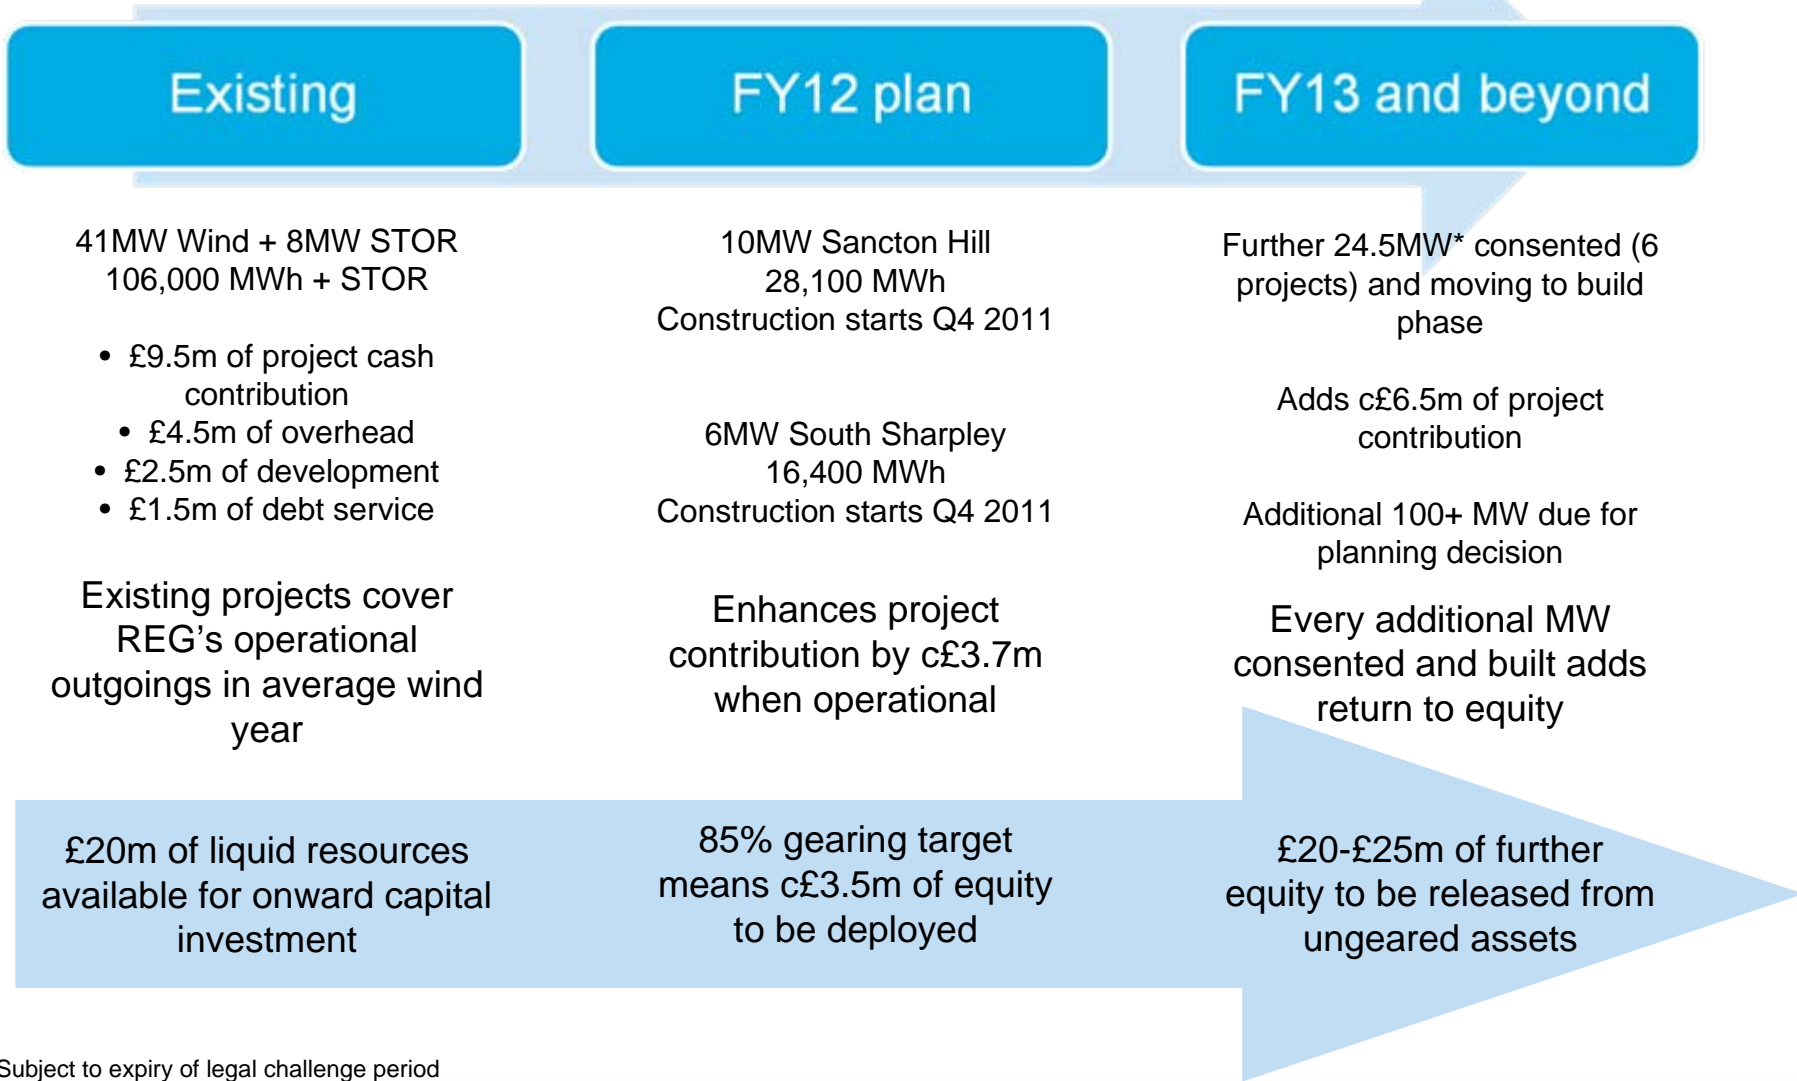 Existing
FY12 plan
FY13 and beyond
41MW Wind + 8MW STOR
106,000 MWh + STOR
• £9.5m of project cash
contribution
• £4.5m of overhead
• £2.5m of development
• £1.5m of debt service
Existing projects cover
REG’s operational
outgoings in average wind
year
10MW Sancton Hill
28,100 MWh
Construction starts Q4 2011
6MW South Sharpley
16,400 MWh
Construction starts Q4 2011
Enhances project
contribution by c£3.7m
when operational
Further 24.5MW* consented (6
projects) and moving to build
phase
Adds c£6.5m of project
contribution
Additional 100+ MW due for
planning decision
Every additional MW
consented and built adds
return to equity
£20m of liquid resources
available for onward capital
investment
85% gearing target
means c£3.5m of equity
to be deployed
£20-£25m of further
equity to be released from
ungeared assets
Subject to expiry of legal challenge period